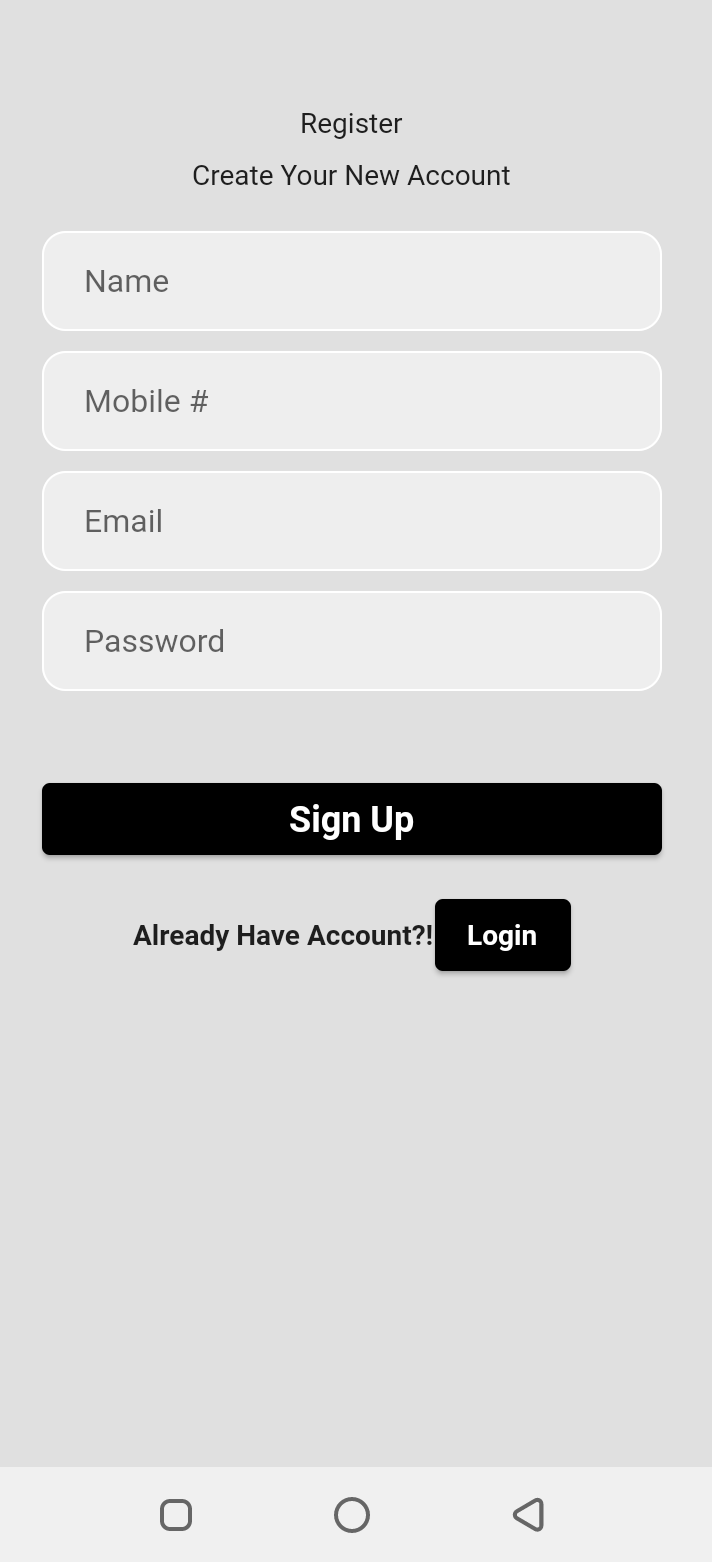 Register
Create Your New Account
Name
Mobile #
Email
Password
Sign Up
Already Have Account?! Login